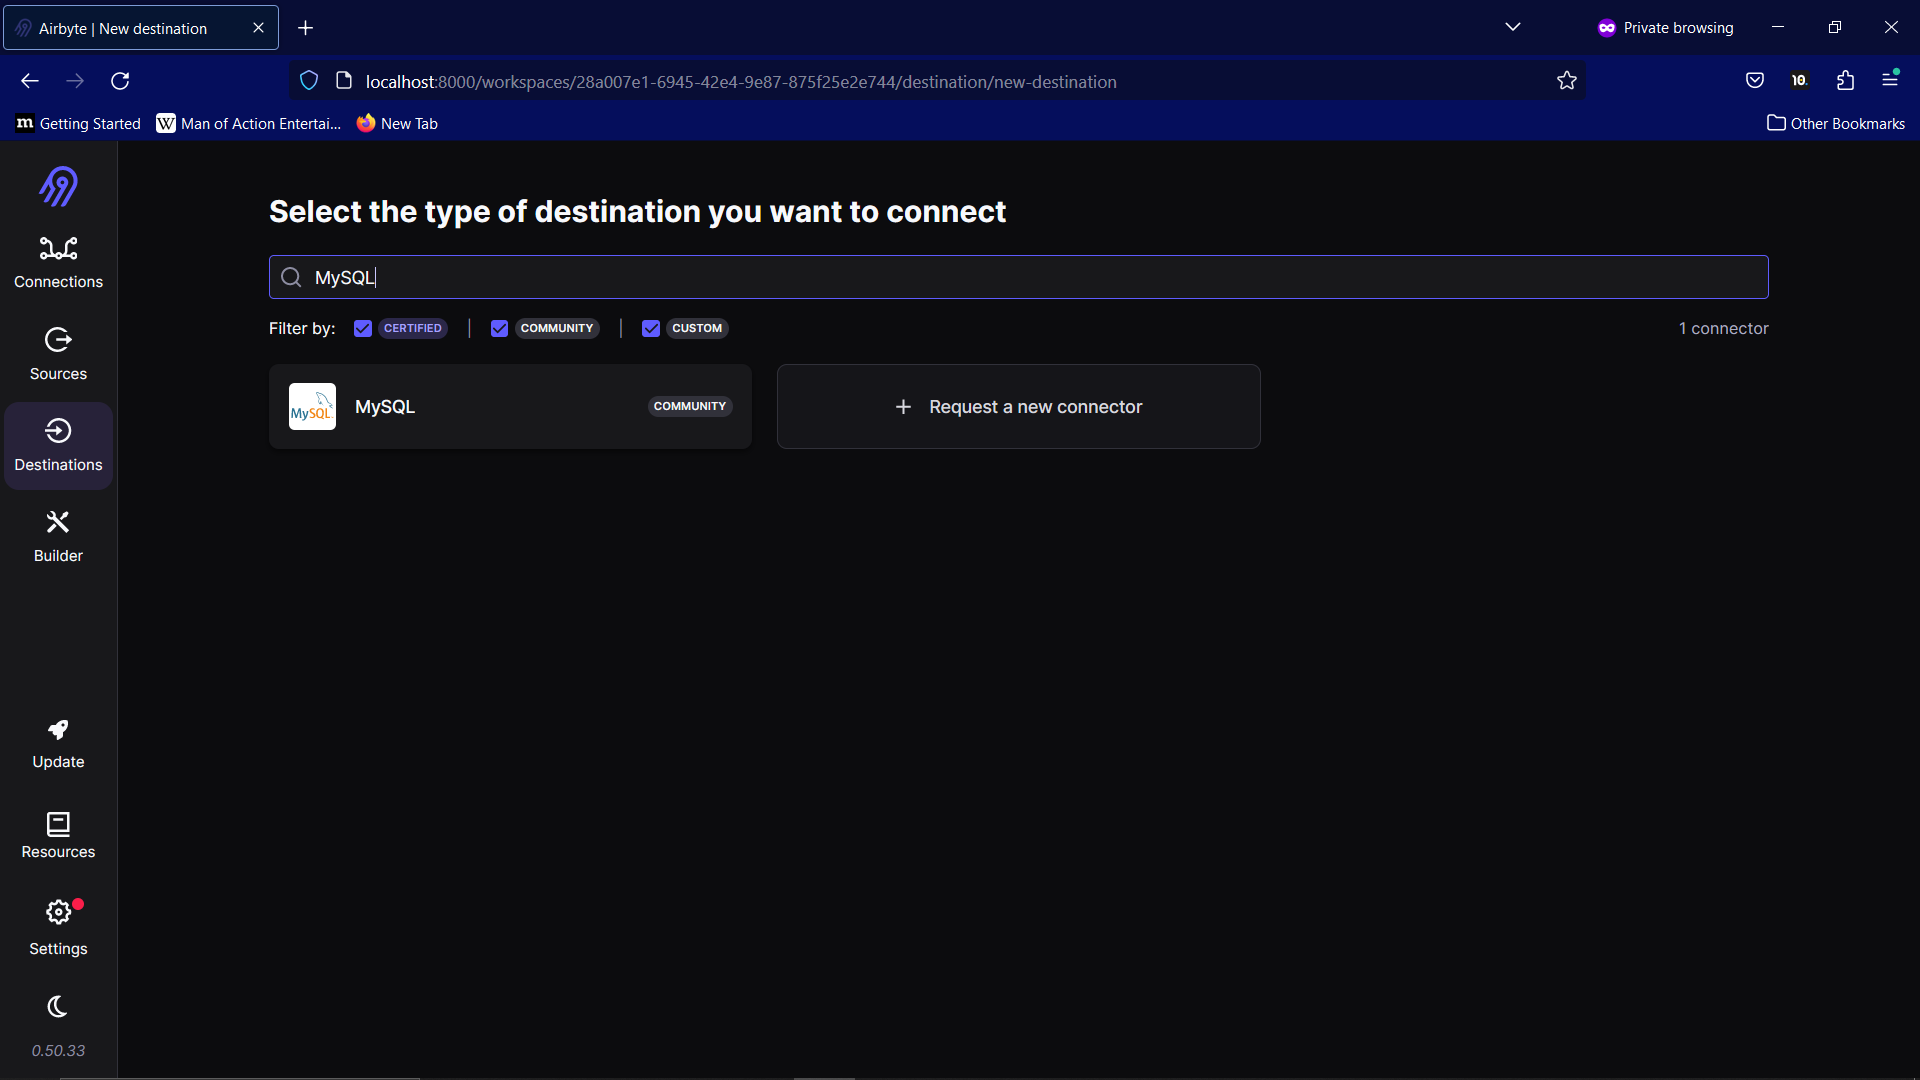 Airbyte | New destination
Private browsing
localhost:8000/workspaces/28a007e1-6945-42e4-9e87-875f25e2e744/destination/new-destination
10.
m Getting Started
W Man of Action Entertai...
New Tab
Other Bookmarks
Connections
Sources
Destinations
Builder
Update
Resources
Settings
0.50.33
Select the type of destination you want to connect
MySQL
Filter by:
CERTIFIED
COMMUNITY
CUSTOM
1 connector
MySQL
MySQL
COMMUNITY
Request a new connector